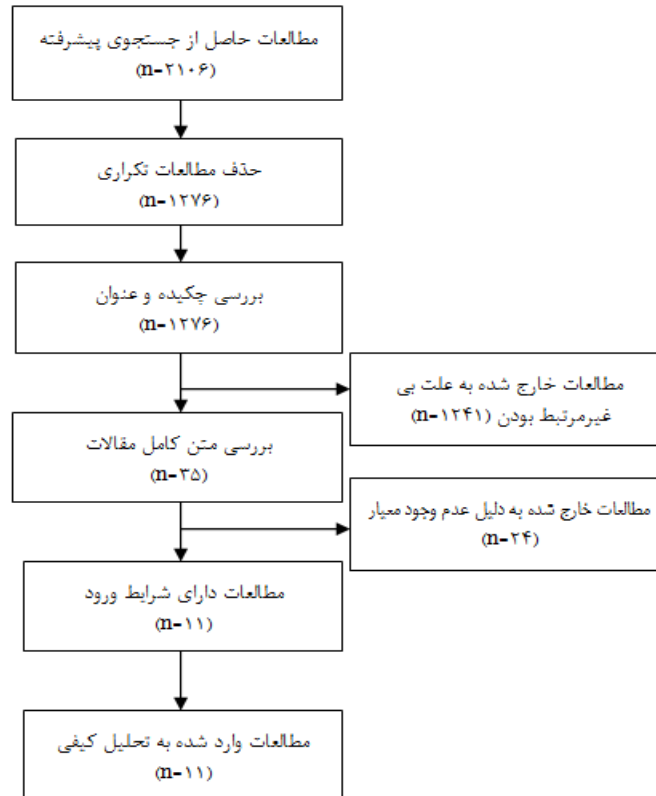 مطالعات حاصل از جستجوی پیشرفته
(n-۲۱۰۶)
حذف مطالعات تکراری
(n-۱۲۷۶)
بررسی چکیده و عنوان
(n-۱۲۷۶)
مطالعات خارج شده به علت بی
غیرمرتبط بودن (n-۱۲۴۱)
بررسی متن کامل مقالات
(n-۳۵)
مطالعات خارج شده به دلیل عدم وجود معیار
(n-۲۴)
مطالعات دارای شرایط ورود
(n-۱۱)
مطالعات وارد شده به تحلیل کیفی
(n-۱۱)